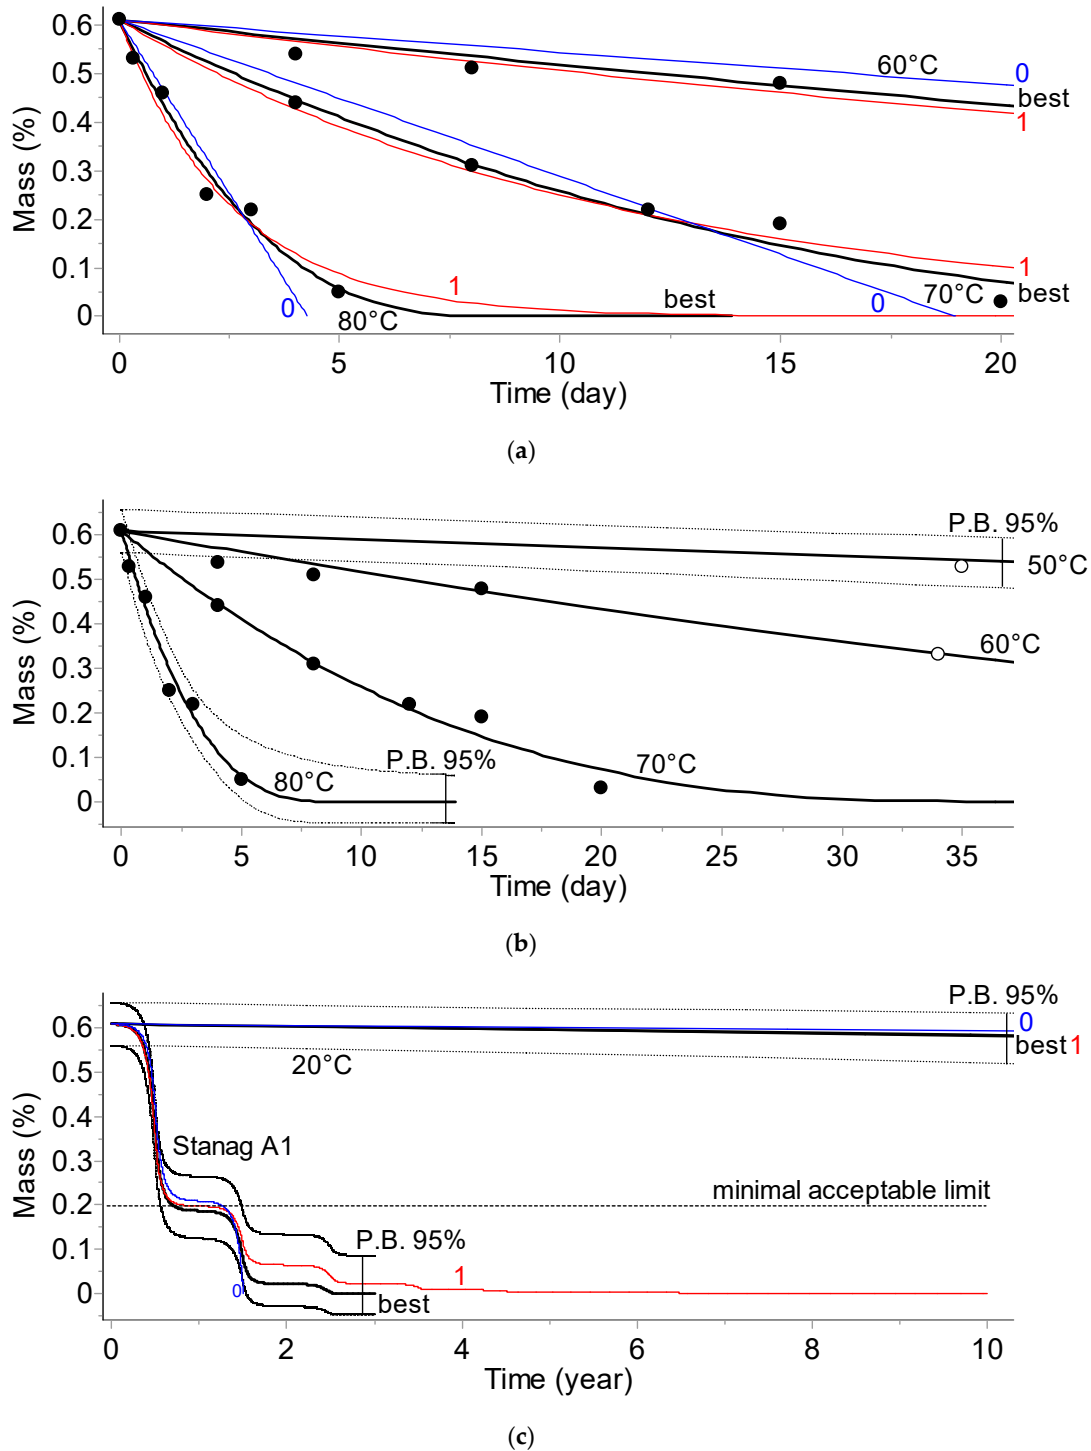 0.6
0.5
0.4
0.3
0.2
0.1
0
Mass (%)
60°C
0
best
1
1
best
70°C
0
best
1
80°C
0
0 5 10 15 20
Time (day)
(a)
0.6
0.5
0.4
0.3
0.2
0.1
0
Mass (%)
P.B. 95%
50°C
60°C
70°C
P.B. 95%
80°C
0 5 10 15 20 25 30 35
Time (day)
(b)
0.6
0.5
0.4
0.3
0.2
0.1
0
Mass (%)
P.B. 95%
0
best 1
20°C
Stanag A1
minimal acceptable limit
P.B. 95%
1
0
best
0 2 4 6 8 10
Time (year)
(c)